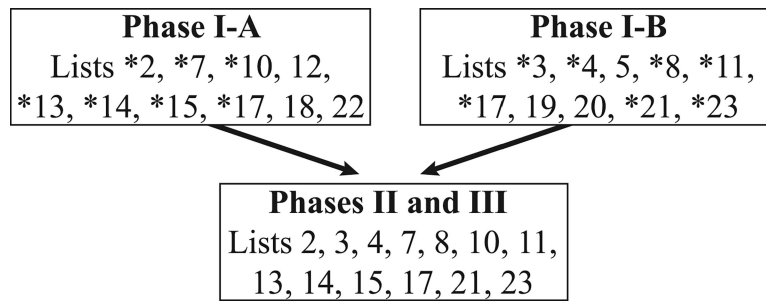 Phase I-A
Lists *2, *7, *10, 12,
*13, *14, *15, *17, 18, 22
Phase I-B
Lists *3, *4, 5, *8, *11,
*17, 19, 20, *21, *23
Phases II and III
Lists 2, 3, 4, 7, 8, 10, 11,
13, 14, 15, 17, 21, 23